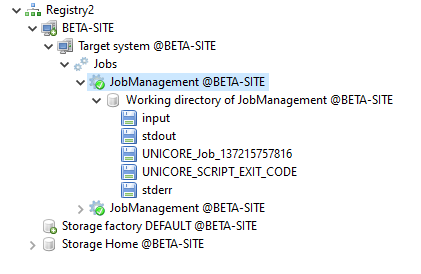 Registry2
BETA-SITE
Target system @BETA-SITE
Jobs
JobManagement @BETA-SITE
Working directory of JobManagement @BETA-SITE
input
stdout
UNICORE_Job_137215757816
UNICORE_SCRIPT_EXIT_CODE
stderr
JobManagement @BETA-SITE
Storage factory DEFAULT @BETA-SITE
Storage Home @BETA-SITE